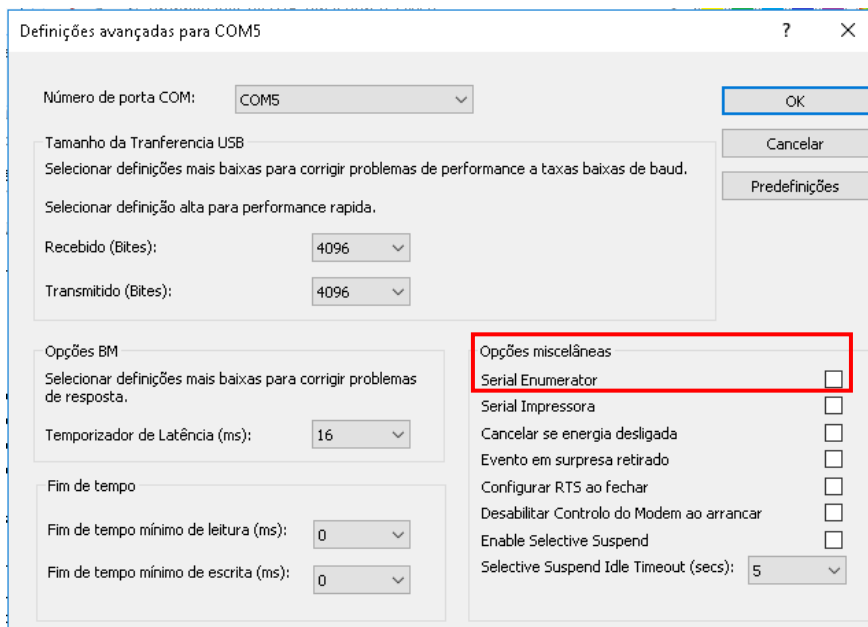 Definições avançadas para COM5
?
Número de porta COM:
COM5
OK
Cancelar
Predefinições
Tamanho da Tranferencia USB
Selecionar definições mais baixas para corrigir problemas de performance a taxas baixas de baud.
Selecionar definição alta para performance rapida.
Recebido (Bites):
4096
Transmitido (Bites):
4096
Opções BM
Selecionar definições mais baixas para corrigir problemas
de resposta.
Temporizador de Latência (ms):
16
Fim de tempo
Fim de tempo mínimo de leitura (ms):
0
Fim de tempo mínimo de escrita (ms):
0
Opções miscelâneas
Serial Enumerator
Serial Impressora
Cancelar se energia desligada
Evento em surpresa retirado
Configurar RTS ao fechar
Desabilitar Controlo do Modem ao arrancar
Enable Selective Suspend
Selective Suspend Idle Timeout (secs):
5